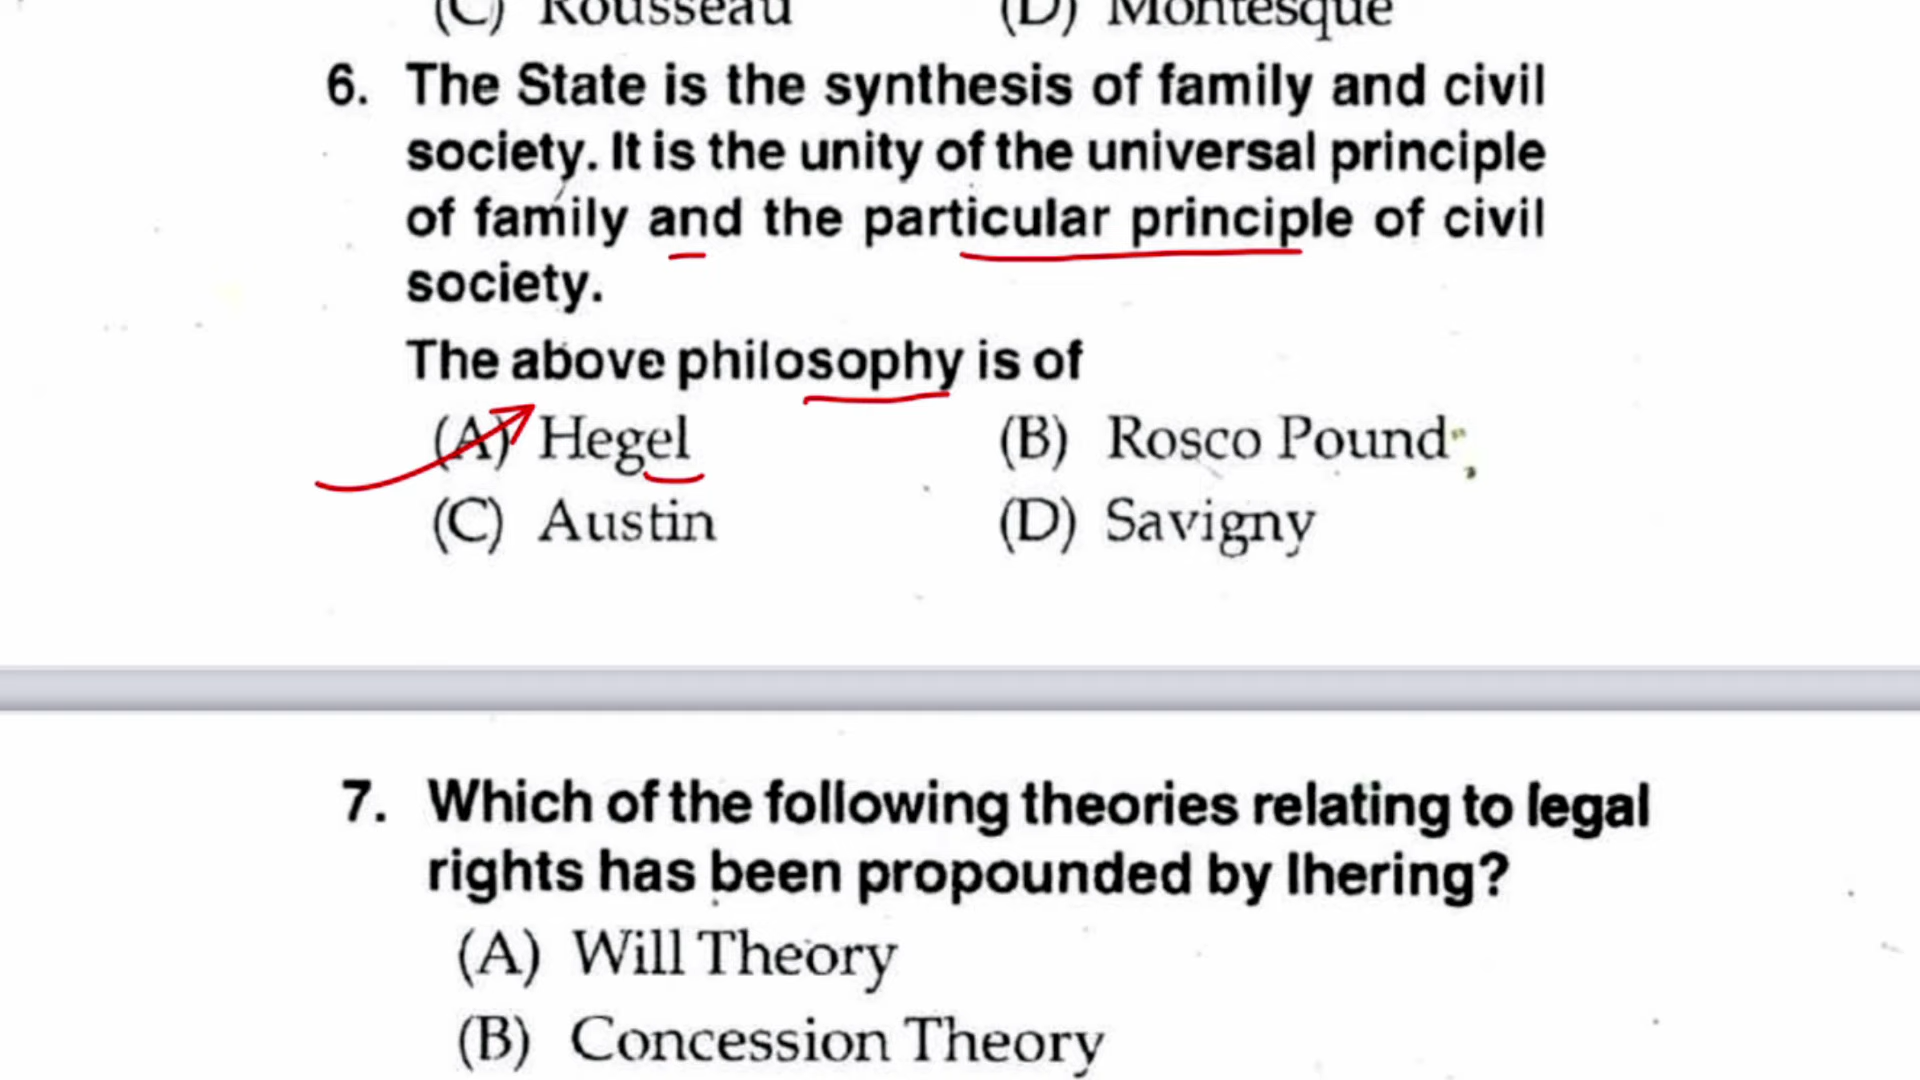 (C) Rousseau (D) Montesque
6. The State is the synthesis of family and civil
society. It is the unity of the universal principle
of family and the particular principle of civil
society.
The above philosophy is of
(A) Hegel (B) Rosco Pound
(C) Austin (D) Savigny
7. Which of the following theories relating to legal
rights has been propounded by Ihering?
(A) Will Theory
(B) Concession Theory